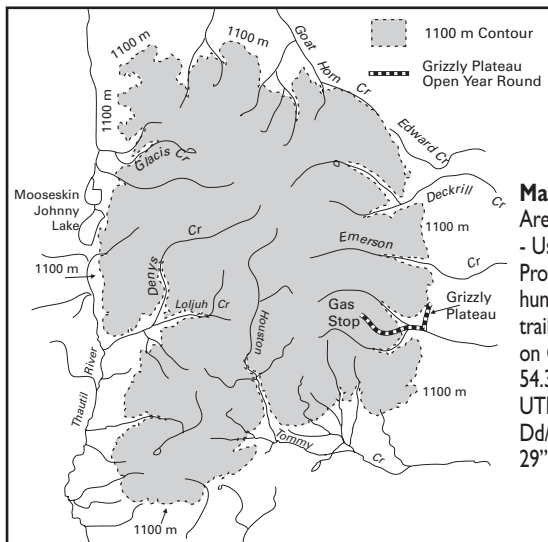 1100 m
1100 m
1100 m
Goat
Horn
Cr
1100 m Contour
Grizzly Plateau
Open Year Round
Edward Cr
Glacis Cr
Deckrill
Cr
Mooseskin
Johnny
Lake
1100 m
Cr
Emerson
Cr
1100 m
Denys
Loljuh Cr
Houston
Gas
Stop
Grizzly
Plateau
Thautil River
1100 m
Tommy
Cr
1100 m
Ma
Are
- Us
Pro
hun
trail
on
54.3
UT
Dd/
29"